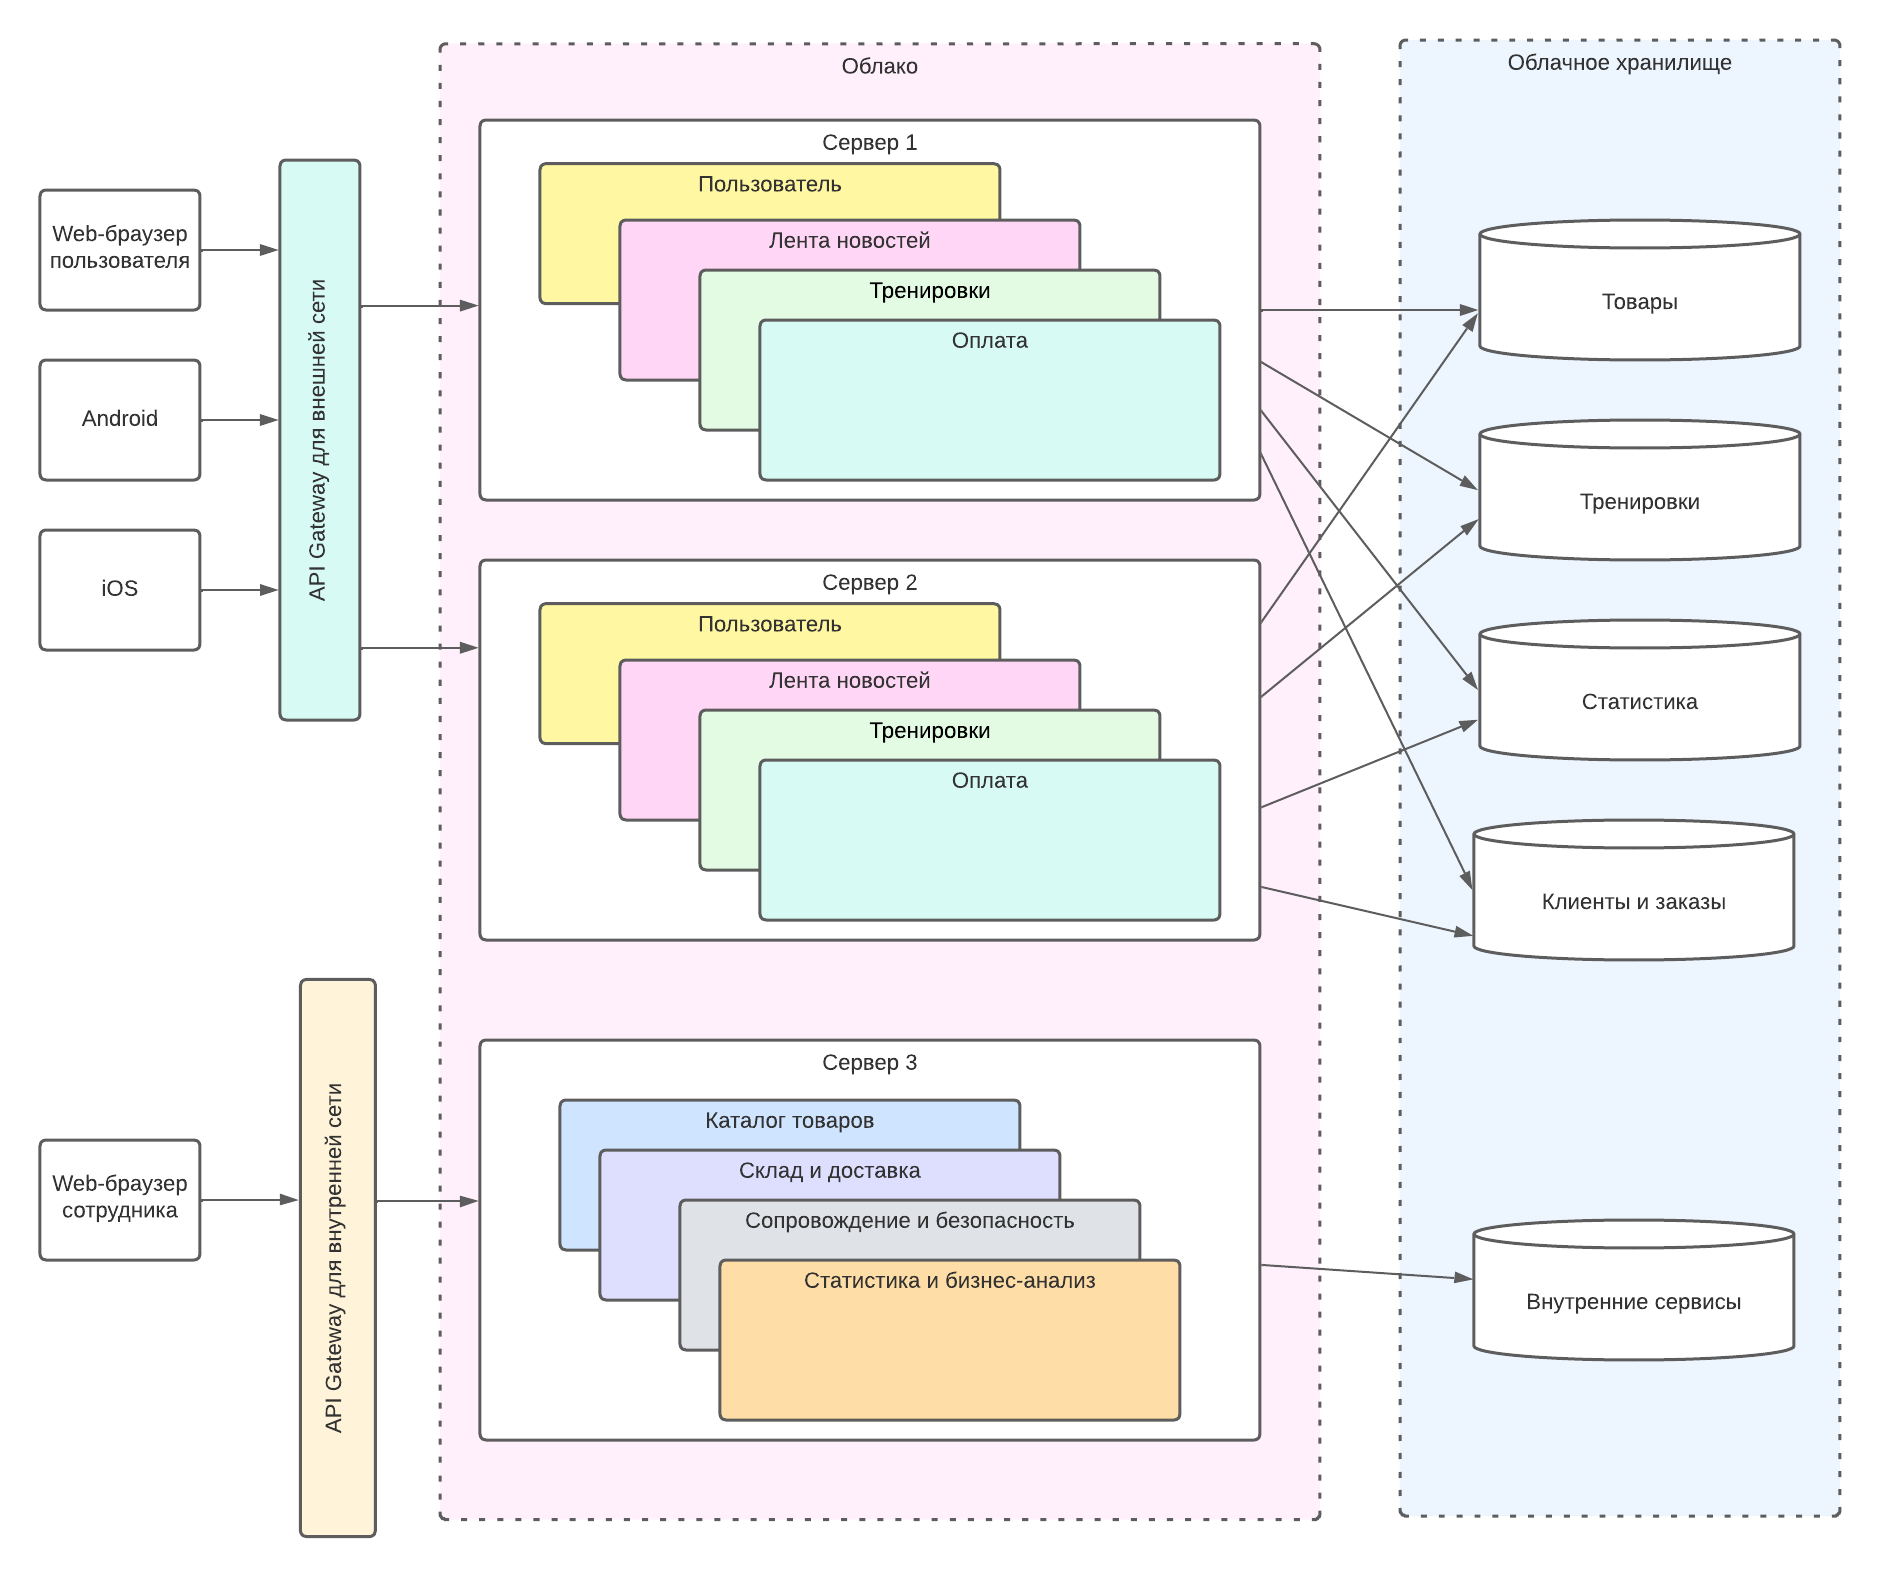 Облако
Облачное хранилище
Web-браузер
пользователя
Android
iOS
API Gateway для внешней сети
Сервер 1
Пользователь
Лента новостей
Тренировки
Оплата
Сервер 2
Пользователь
Лента новостей
Тренировки
Оплата
Товары
Тренировки
Статистика
Клиенты и заказы
Web-браузер
сотрудника
API Gateway для внутренней сети
Сервер 3
Каталог товаров
Склад и доставка
Сопровождение и безопасность
Статистика и бизнес-анализ
Внутренние сервисы